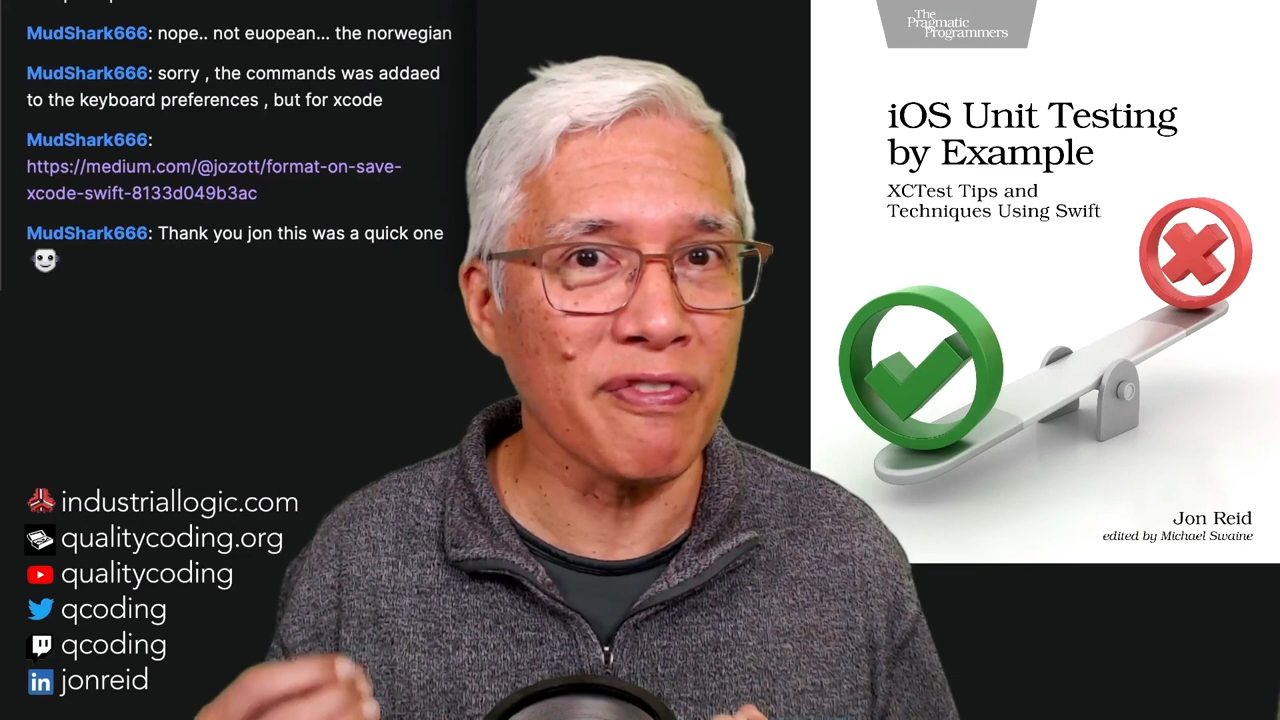 MudShark666: nope.. not euopean... the norwegian
MudShark666: sorry , the commands was addaed
to the keyboard preferences , but for xcode
MudShark666:
https://medium.com/@jozott/format-on-save-
xcode-swift-8133d049b3ac
MudShark666: Thank you jon this was a quick one
industriallogic.com
qualitycoding.org
qualitycoding
qcoding
qcoding
in jonreid
The
Pragmatic
Programmers
iOS Unit Testing
by Example
XCTest Tips and
Techniques Using Swift
Jon Reid
edited by Michael Swaine